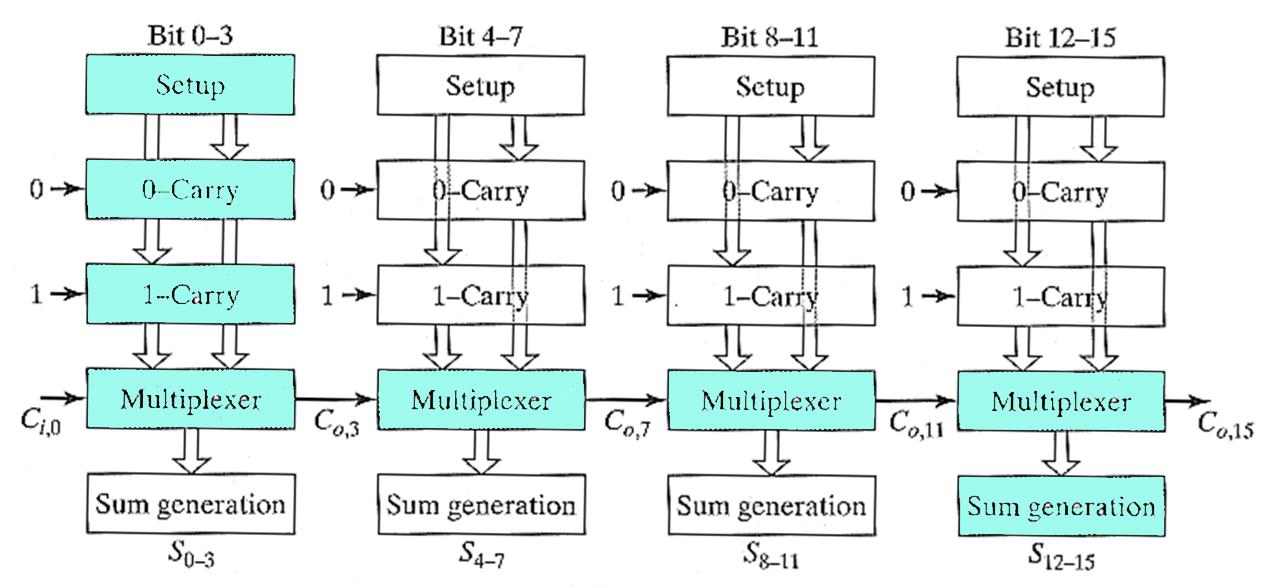 Bit 0–3 Bit 4–7 Bit 8–11 Bit 12–15
Setup Setup Setup Setup
0 0–Carry 0 0–Carry 0 0–Carry 0 0–Carry
1 1–Carry 1 1–Carry 1 1–Carry 1 1–Carry
Multiplexer Multiplexer Multiplexer Multiplexer
C_{i,0} C_{o,3} C_{o,7} C_{o,11} C_{o,15}
Sum generation Sum generation Sum generation Sum generation
S_{0–3} S_{4–7} S_{8–11} S_{12–15}